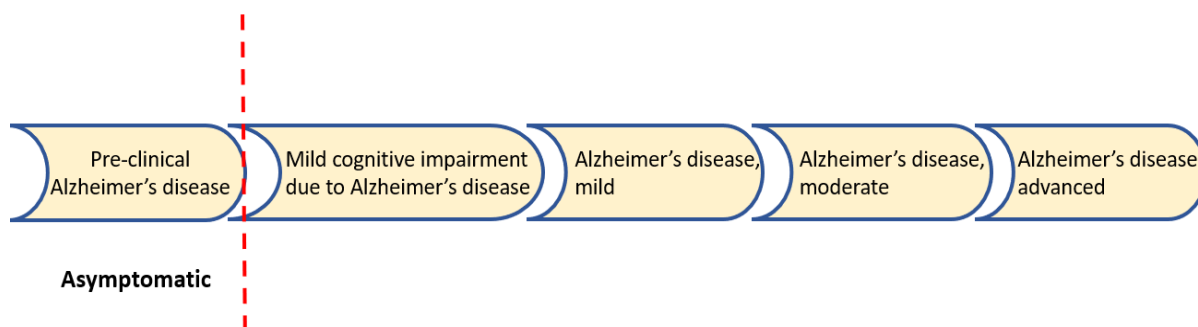 Pre-clinical
Alzheimer's disease
Mild cognitive impairment
due to Alzheimer's disease
Alzheimer's disease,
mild
Alzheimer's disease,
moderate
Alzheimer's disease
advanced
Asymptomatic